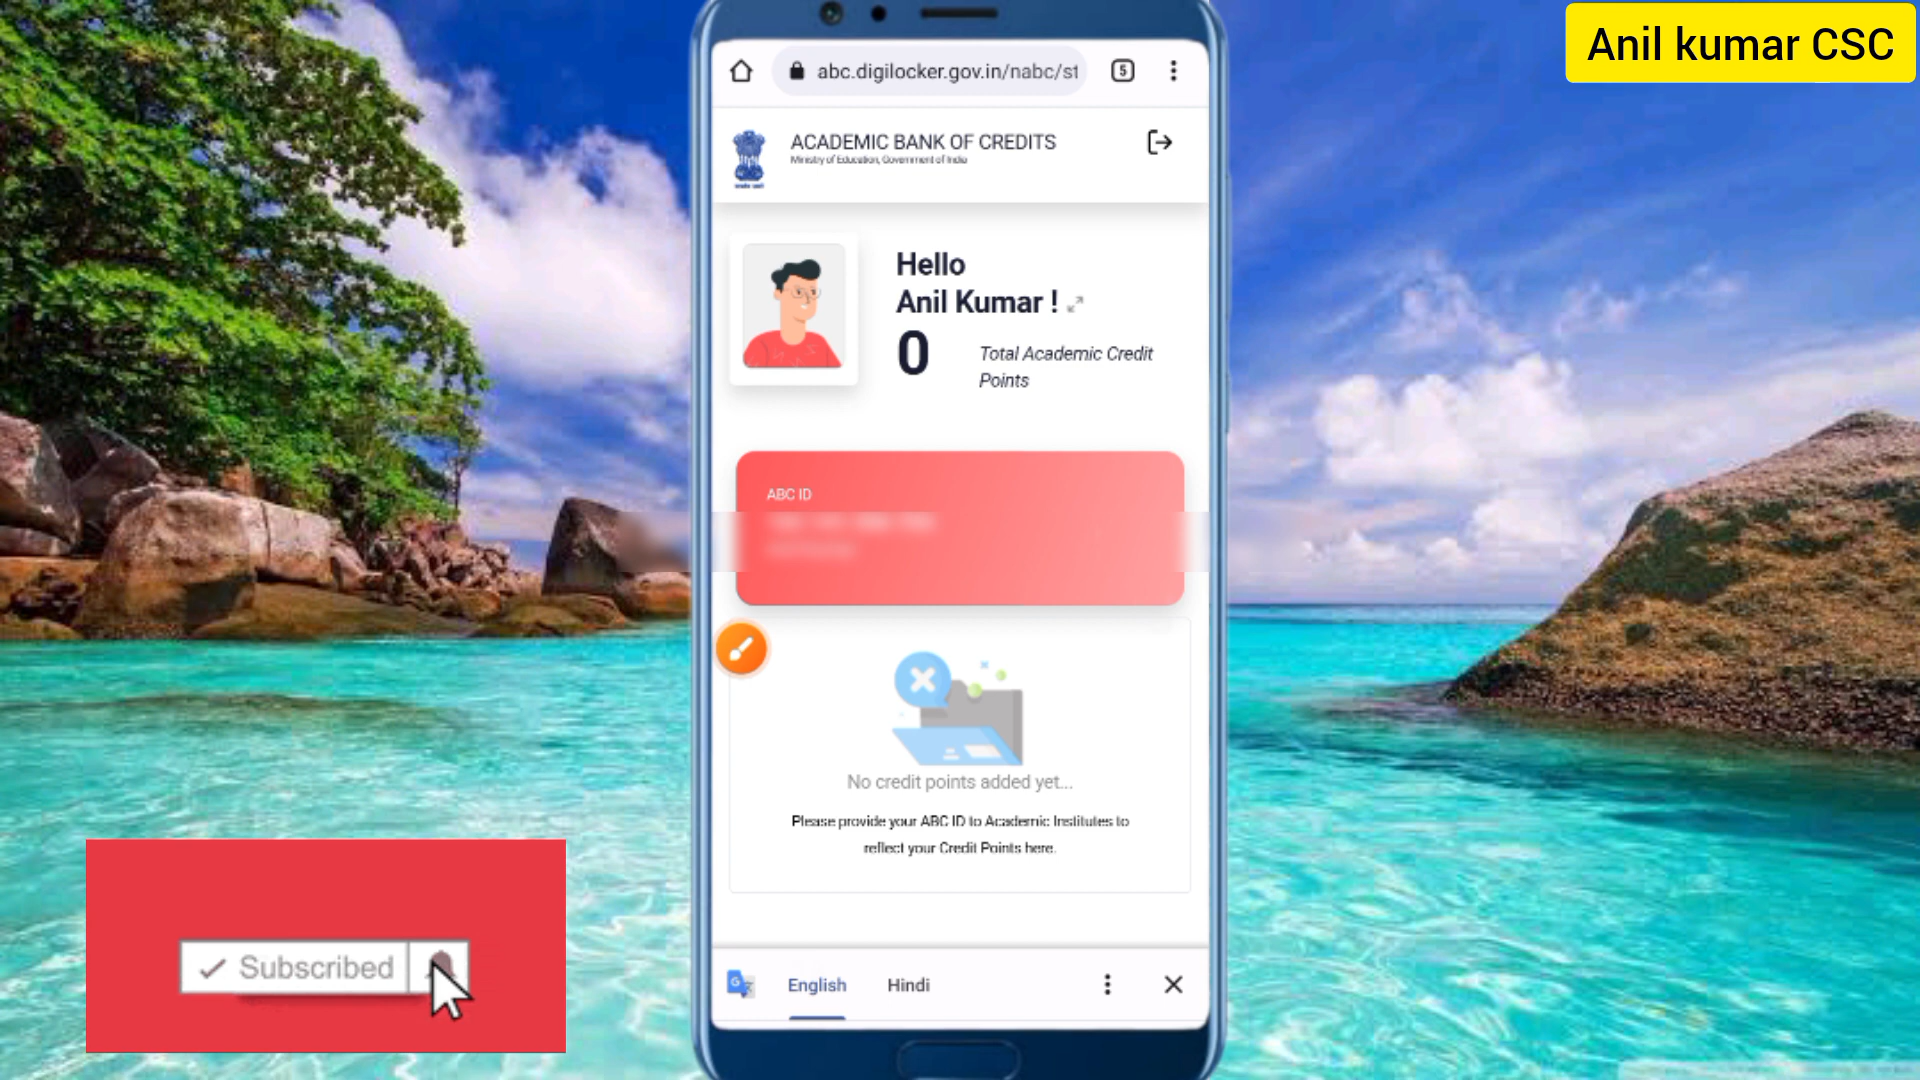 Anil kumar CSC
abc.digilocker.gov.in/nabc/st
5
ACADEMIC BANK OF CREDITS
Ministry of Education, Government of India
Hello
Anil Kumar !
0
Total Academic Credit
Points
ABC ID
No credit points added yet...
Please provide your ABC ID to Academic Institutes to
reflect your Credit Points here.
Subscribed
English
Hindi